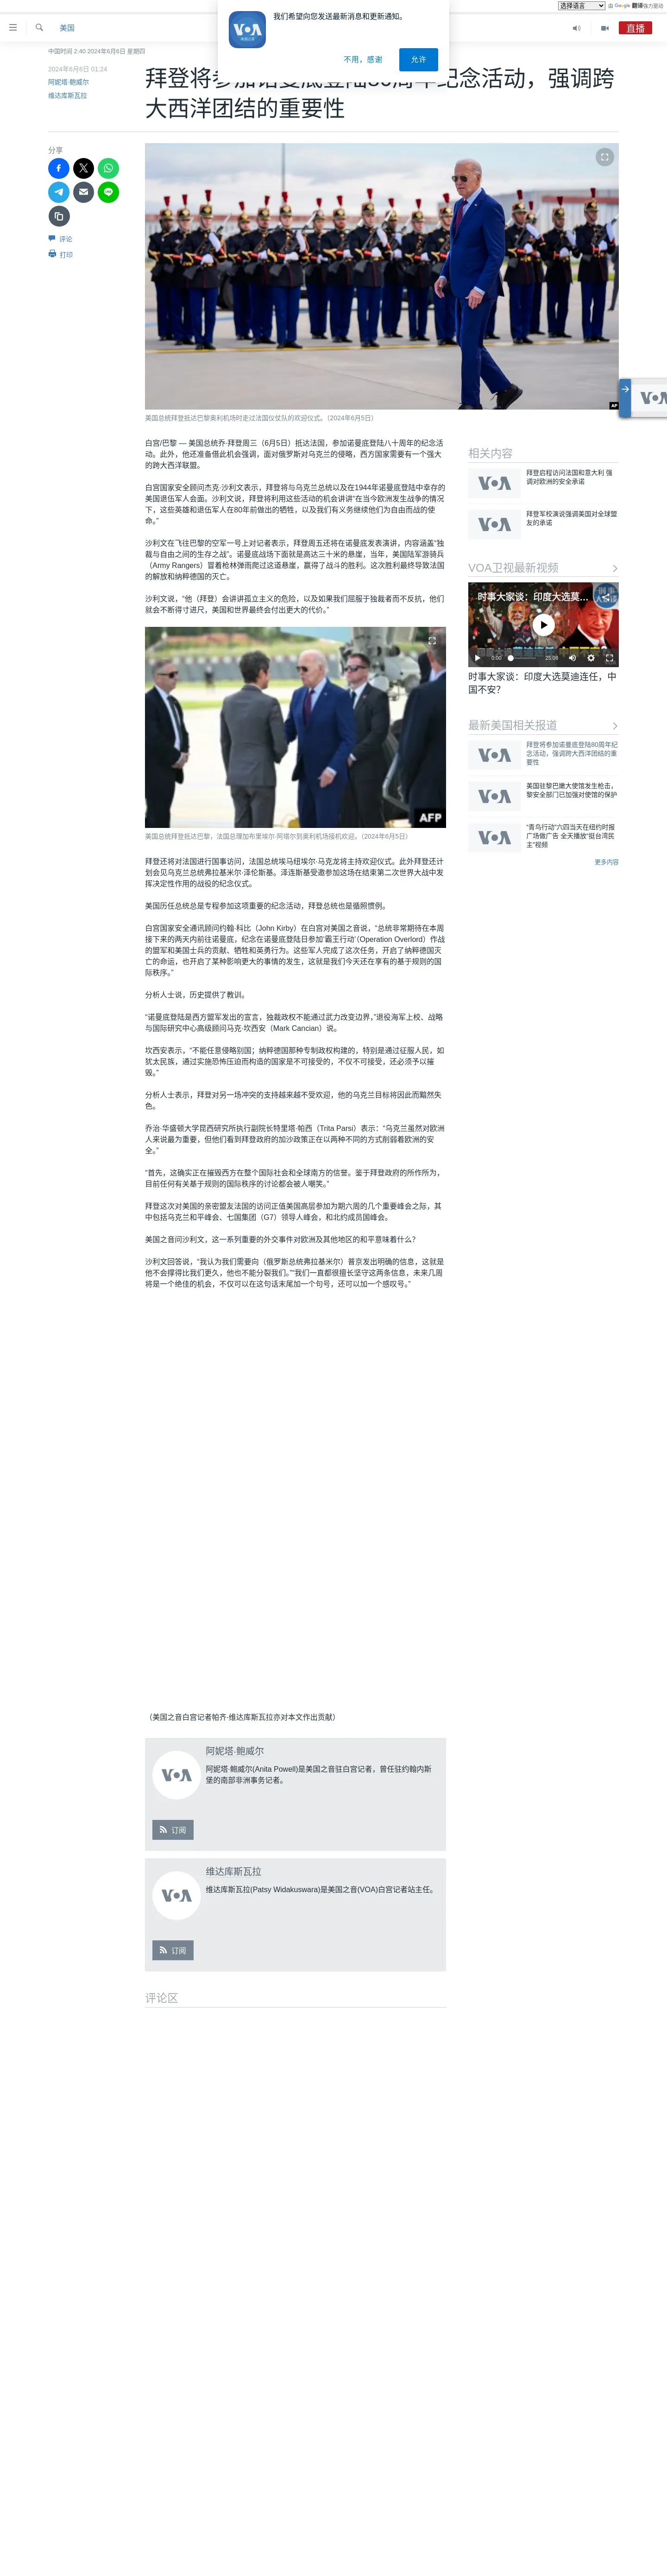 选择语言 由 Google 翻译强力驱动
我们希望向您发送最新消息和更新通知。
不用，感谢 允许
美国
直播
中国时间 2:40 2024年6月6日 星期四
2024年6月6日 01:24
阿妮塔·鲍威尔
维达库斯瓦拉
拜登将参加诺曼底登陆80周年纪念活动，强调跨
大西洋团结的重要性
分享
评论
打印
AP
美国总统拜登抵达巴黎奥利机场时走过法国仪仗队的欢迎仪式。（2024年6月5日）
白宫/巴黎 — 美国总统乔·拜登周三（6月5日）抵达法国，参加诺曼底登陆八十周年的纪念活
动。此外，他还准备借此机会强调，面对俄罗斯对乌克兰的侵略，西方国家需要有一个强大
的跨大西洋联盟。
白宫国家安全顾问杰克·沙利文表示，拜登将与乌克兰总统以及在1944年诺曼底登陆中幸存的
美国退伍军人会面。沙利文说，拜登将利用这些活动的机会讲讲“在当今欧洲发生战争的情况
下，这些英雄和退伍军人在80年前做出的牺牲，以及我们有义务继续他们为自由而战的使
命。”
沙利文在飞往巴黎的空军一号上对记者表示，拜登周五还将在诺曼底发表演讲，内容涵盖“独
裁与自由之间的生存之战”。诺曼底战场下面就是高达三十米的悬崖，当年，美国陆军游骑兵
（Army Rangers）冒着枪林弹雨爬过这道悬崖，赢得了战斗的胜利。这次胜利最终导致法国
的解放和纳粹德国的灭亡。
沙利文说，“他（拜登）会讲讲孤立主义的危险，以及如果我们屈服于独裁者而不反抗，他们
就会不断得寸进尺，美国和世界最终会付出更大的代价。”
AFP
美国总统拜登抵达巴黎，法国总理加布里埃尔·阿塔尔到奥利机场接机欢迎。（2024年6月5日）
拜登还将对法国进行国事访问，法国总统埃马纽埃尔·马克龙将主持欢迎仪式。此外拜登还计
划会见乌克兰总统弗拉基米尔·泽伦斯基。泽连斯基受邀参加这场在结束第二次世界大战中发
挥决定性作用的战役的纪念仪式。
美国历任总统总是专程参加这项重要的纪念活动，拜登总统也是循照惯例。
白宫国家安全通讯顾问约翰·科比（John Kirby）在白宫对美国之音说，“总统非常期待在本周
接下来的两天内前往诺曼底，纪念在诺曼底登陆日参加‘霸王行动’（Operation Overlord）作战
的盟军和美国士兵的贡献、牺牲和英勇行为。这些军人完成了这次任务，开启了纳粹德国灭
亡的命运，也开启了某种影响更大的事情的发生，这就是我们今天还在享有的基于规则的国
际秩序。”
分析人士说，历史提供了教训。
“诺曼底登陆是西方盟军发出的宣言，独裁政权不能通过武力改变边界，”退役海军上校、战略
与国际研究中心高级顾问马克·坎西安（Mark Cancian）说。
坎西安表示，“不能任意侵略别国；纳粹德国那种专制政权构建的，特别是通过征服人民，如
犹太民族，通过实施恐怖压迫而构造的国家是不可接受的，不仅不可接受，还必须予以摧
毁。”
分析人士表示，拜登对另一场冲突的支持越来越不受欢迎，他的乌克兰目标将因此而黯然失
色。
乔治·华盛顿大学昆西研究所执行副院长特里塔·帕西（Trita Parsi）表示：“乌克兰虽然对欧洲
人来说最为重要，但他们看到拜登政府的加沙政策正在以两种不同的方式削弱着欧洲的安
全。”
“首先，这确实正在摧毁西方在整个国际社会和全球南方的信誉。鉴于拜登政府的所作所为，
目前任何有关基于规则的国际秩序的讨论都会被人嘲笑。”
拜登这次对美国的亲密盟友法国的访问正值美国高层参加为期六周的几个重要峰会之际，其
中包括乌克兰和平峰会、七国集团（G7）领导人峰会，和北约成员国峰会。
美国之音问沙利文，这一系列重要的外交事件对欧洲及其他地区的和平意味着什么？
沙利文回答说，“我认为我们需要向（俄罗斯总统弗拉基米尔）普京发出明确的信息，这就是
他不会撑得比我们更久，他也不能分裂我们。”“我们一直都很擅长坚守这两条信息，未来几周
将是一个绝佳的机会，不仅可以在这句话末尾加一个句号，还可以加一个感叹号。”
（美国之音白宫记者帕齐·维达库斯瓦拉亦对本文作出贡献）
阿妮塔·鲍威尔
阿妮塔·鲍威尔(Anita Powell)是美国之音驻白宫记者，曾任驻约翰内斯
堡的南部非洲事务记者。
订阅
维达库斯瓦拉
维达库斯瓦拉(Patsy Widakuswara)是美国之音(VOA)白宫记者站主任。
订阅
评论区
相关内容
拜登启程访问法国和意大利 强
调对欧洲的安全承诺
拜登军校演说强调美国对全球盟
友的承诺
VOA卫视最新视频
时事大家谈：印度大选莫...
0:00 25:08
时事大家谈：印度大选莫迪连任，中
国不安？
最新美国相关报道
拜登将参加诺曼底登陆80周年纪
念活动，强调跨大西洋团结的重
要性
美国驻黎巴嫩大使馆发生枪击，
黎安全部门已加强对使馆的保护
“青鸟行动”六四当天在纽约时报
广场做广告 全天播放“挺台湾民
主”视频
更多内容